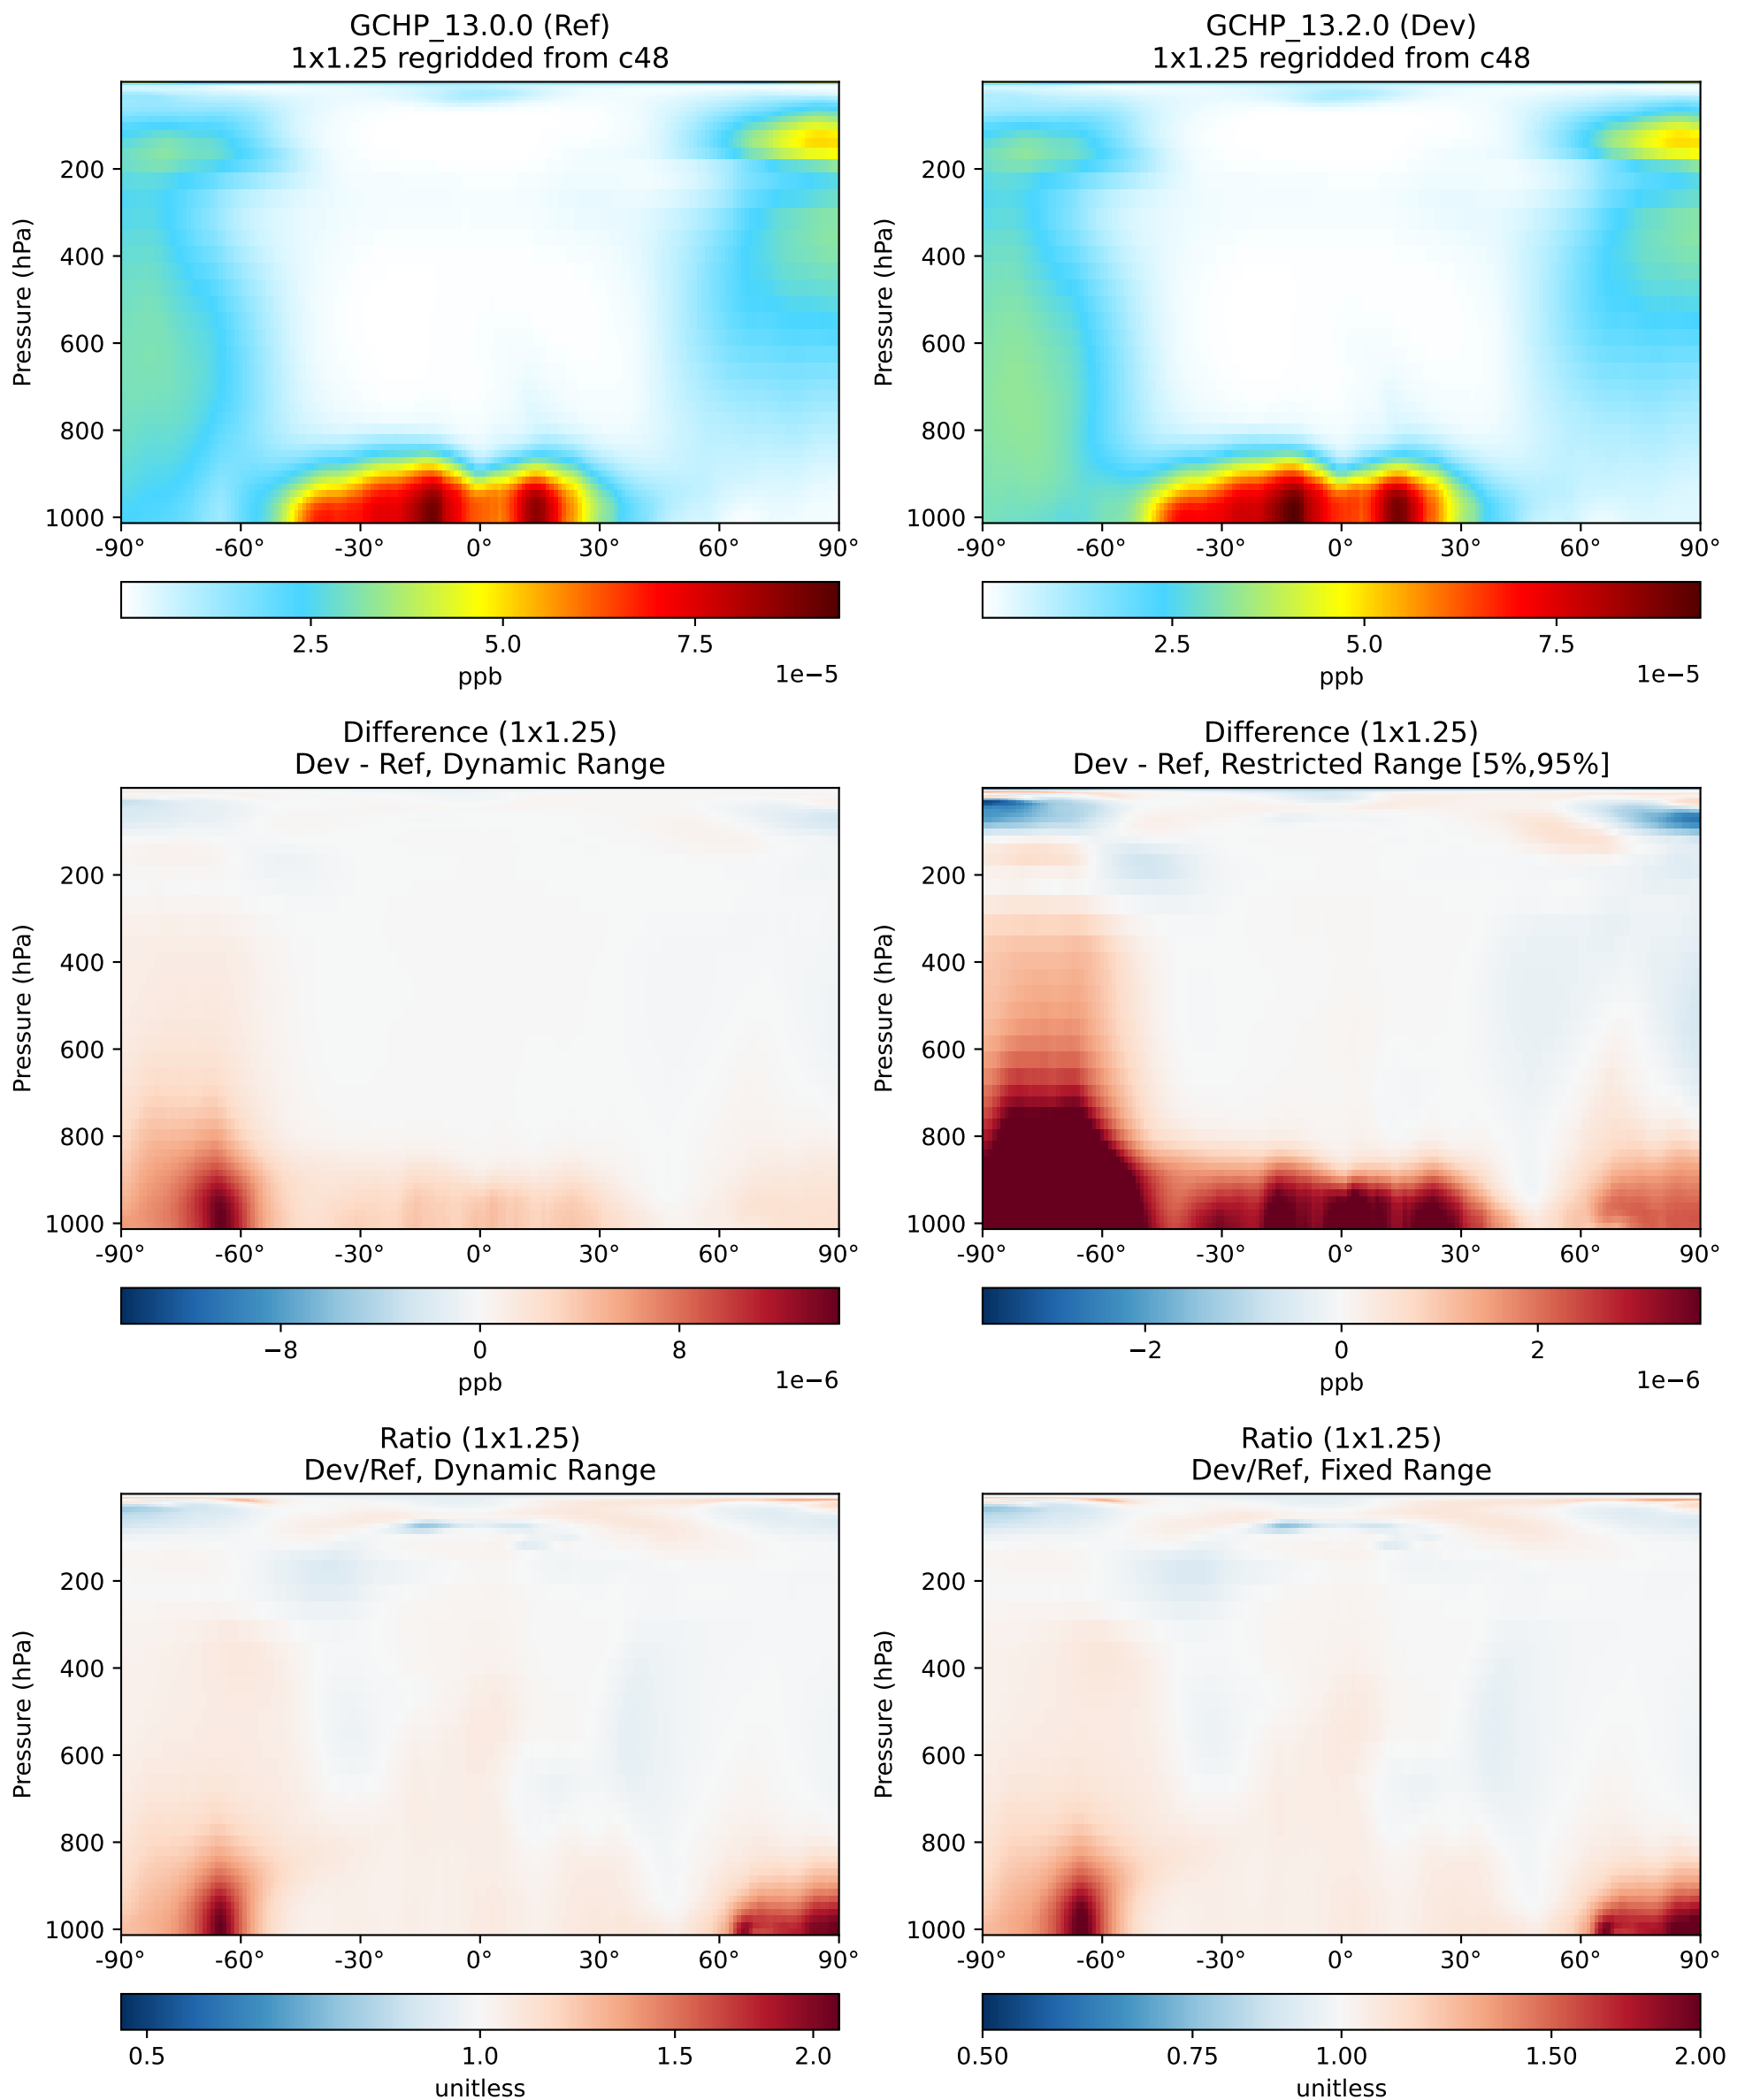 GCHP_13.0.0 (Ref)
1x1.25 regridded from c48
Pressure (hPa)
200
400
600
800
1000
-90° -60° -30° 0° 30° 60° 90°
2.5 5.0 7.5
ppb
1e−5
GCHP_13.2.0 (Dev)
1x1.25 regridded from c48
Pressure (hPa)
200
400
600
800
1000
-90° -60° -30° 0° 30° 60° 90°
2.5 5.0 7.5
ppb
1e−5
Difference (1x1.25)
Dev - Ref, Dynamic Range
Pressure (hPa)
200
400
600
800
1000
-90° -60° -30° 0° 30° 60° 90°
−8 0 8
ppb
1e−6
Difference (1x1.25)
Dev - Ref, Restricted Range [5%,95%]
Pressure (hPa)
200
400
600
800
1000
-90° -60° -30° 0° 30° 60° 90°
−2 0 2
ppb
1e−6
Ratio (1x1.25)
Dev/Ref, Dynamic Range
Pressure (hPa)
200
400
600
800
1000
-90° -60° -30° 0° 30° 60° 90°
0.5 1.0 1.5 2.0
unitless
Ratio (1x1.25)
Dev/Ref, Fixed Range
Pressure (hPa)
200
400
600
800
1000
-90° -60° -30° 0° 30° 60° 90°
0.50 0.75 1.00 1.50 2.00
unitless